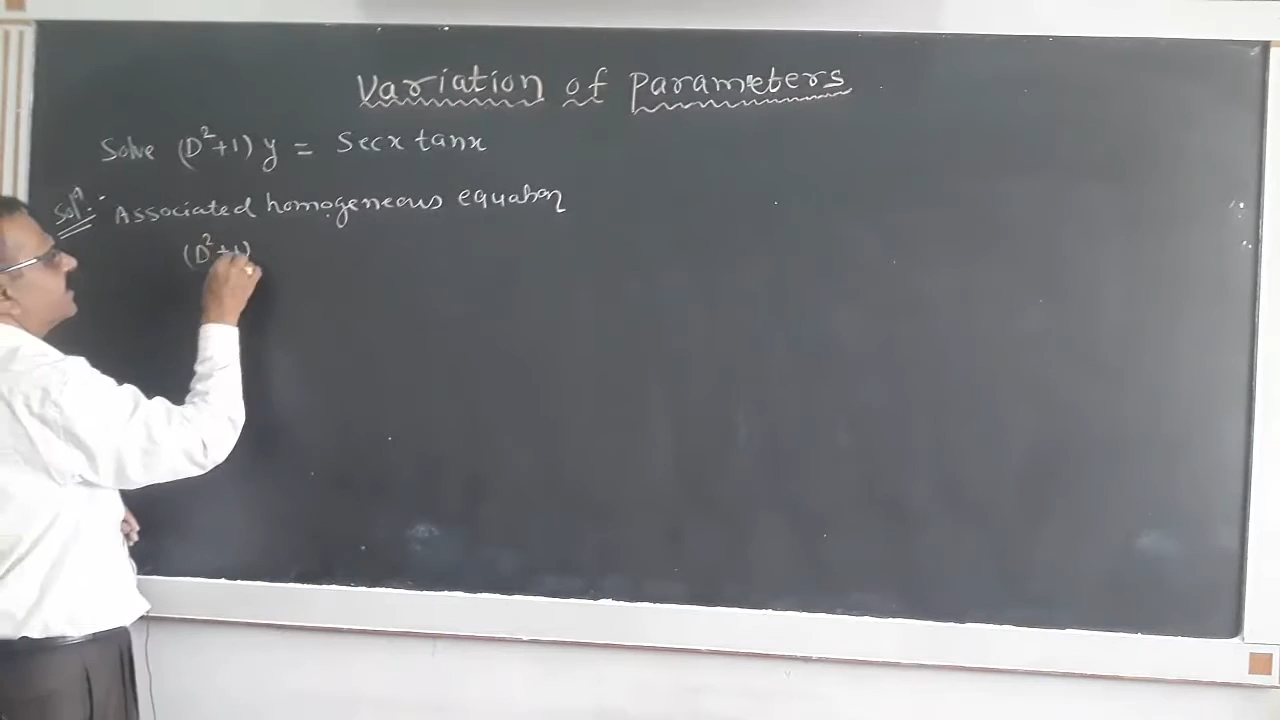 Variation of Parameters
Solve (D²+1) y = Secx tanx
Solⁿ:- Associated homogeneous equation
(D²+1)